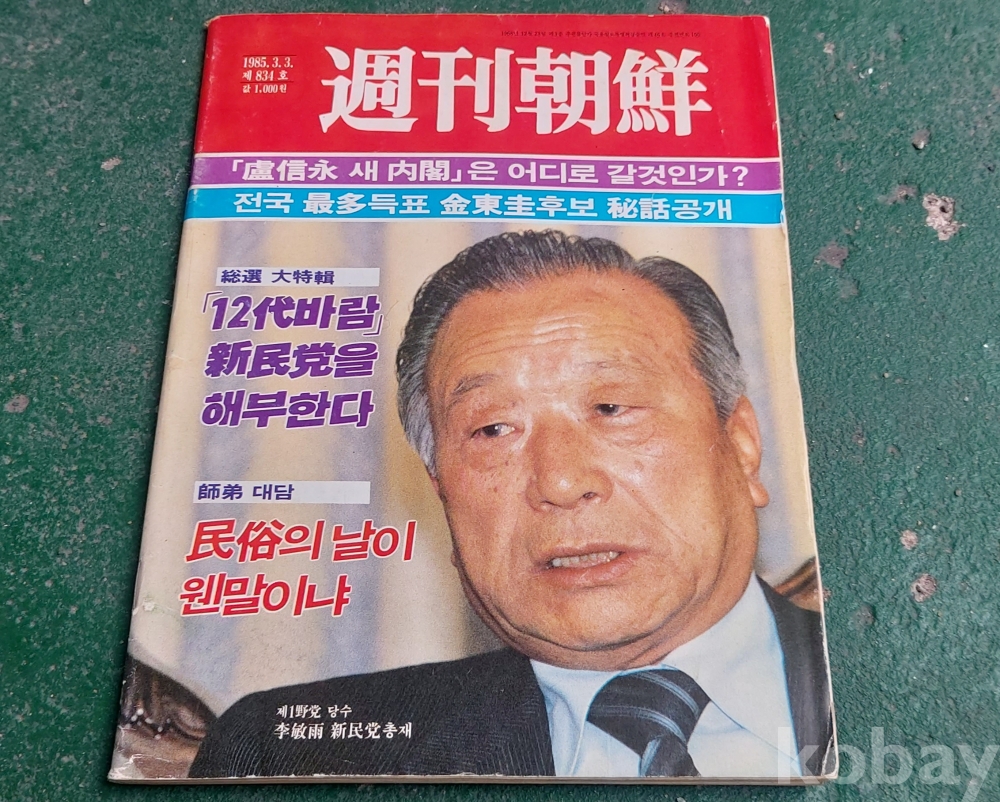 1985. 3. 3.
제 834 호
값 1,000원
週刊朝鮮
「盧信永 새 内閣」은 어디로 갈것인가?
전국 最多득표 金東圭후보 秘話공개
総選 大特輯
「12代바람」
新民党을
해부한다
師弟 대담
民俗의 날이
웬말이냐
제1野党 당수
李敏雨 新民党총재
kobay